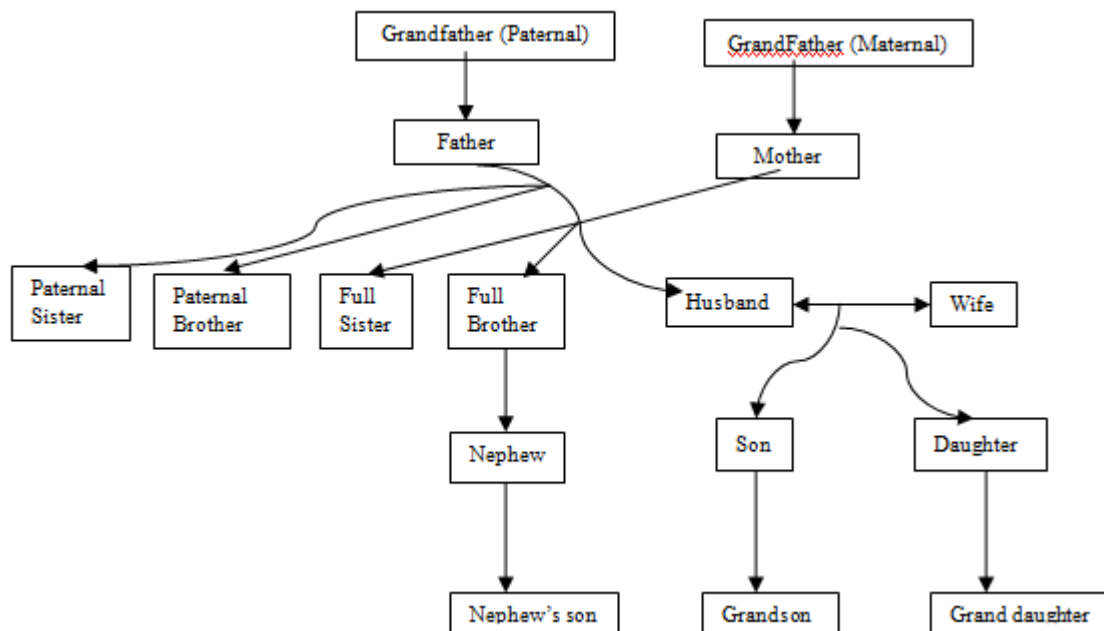 Grandfather (Paternal)
GrandFather (Maternal)
Father
Mother
Paternal
Sister
Paternal
Brother
Full
Sister
Full
Brother
Husband
Wife
Nephew
Son
Daughter
Nephew's son
Grandson
Grand daughter